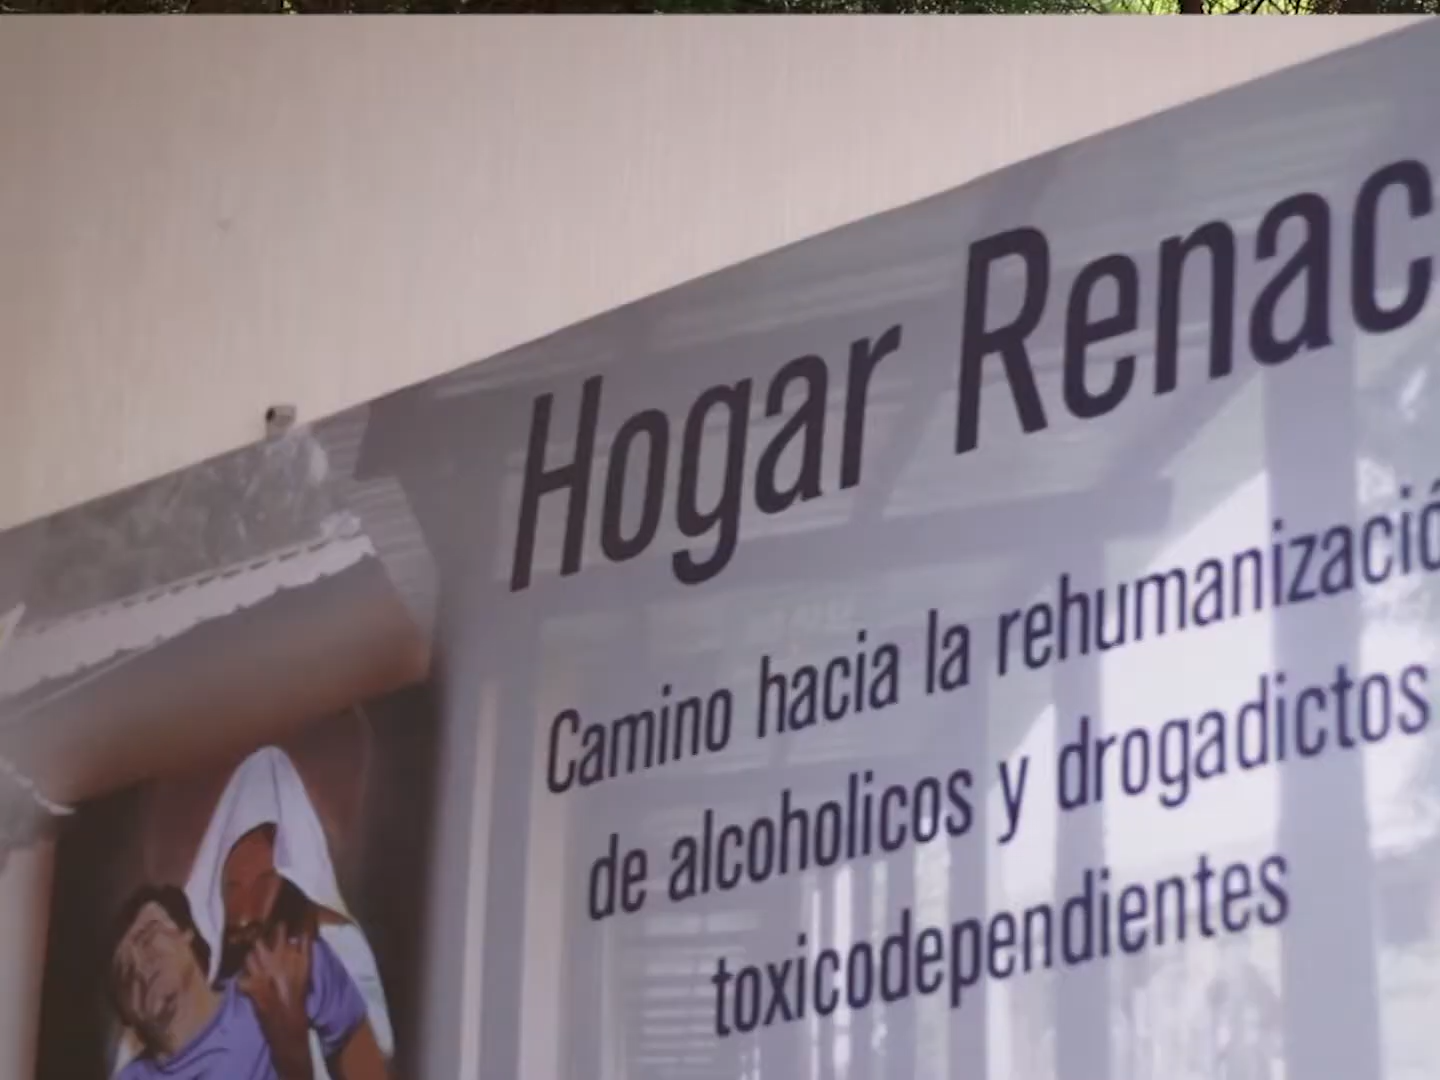 Hogar Renac
Camino hacia la rehumanizació
de alcoholicos y drogadictos
toxicodependientes